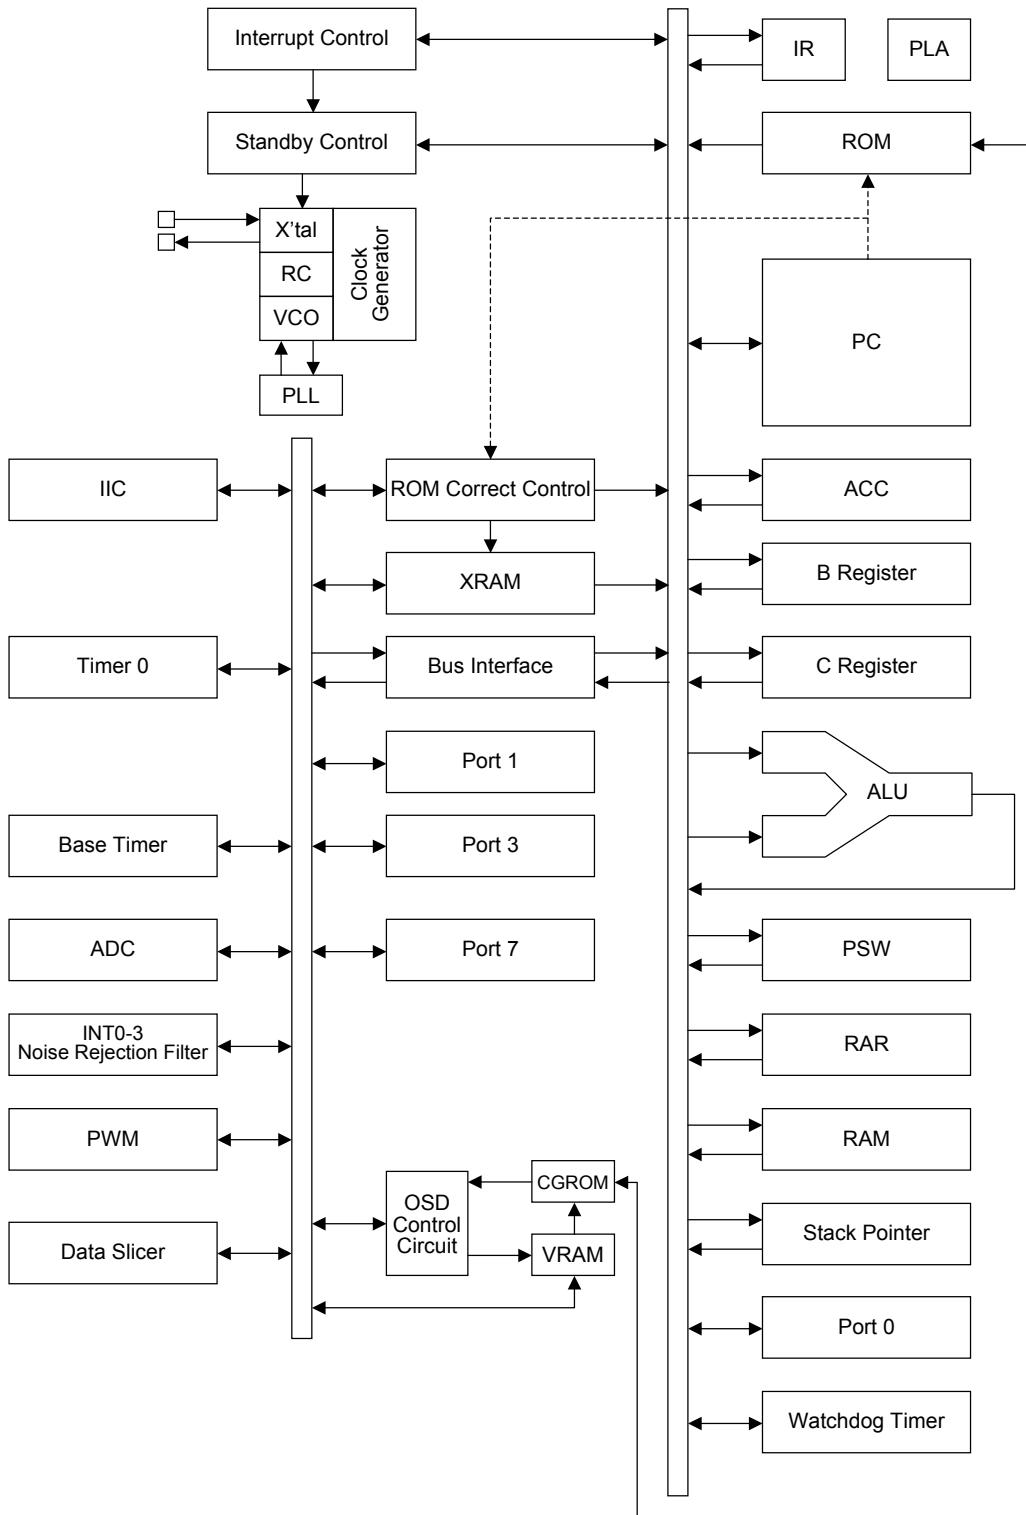 Interrupt Control
IR
PLA
Standby Control
ROM
X'tal
RC
VCO
Clock
Generator
PC
PLL
IIC
ROM Correct Control
ACC
XRAM
B Register
Timer 0
Bus Interface
C Register
Port 1
ALU
Base Timer
Port 3
ADC
Port 7
PSW
INT0-3
Noise Rejection Filter
RAR
PWM
RAM
OSD
Control
Circuit
CGROM
VRAM
Data Slicer
Stack Pointer
Port 0
Watchdog Timer